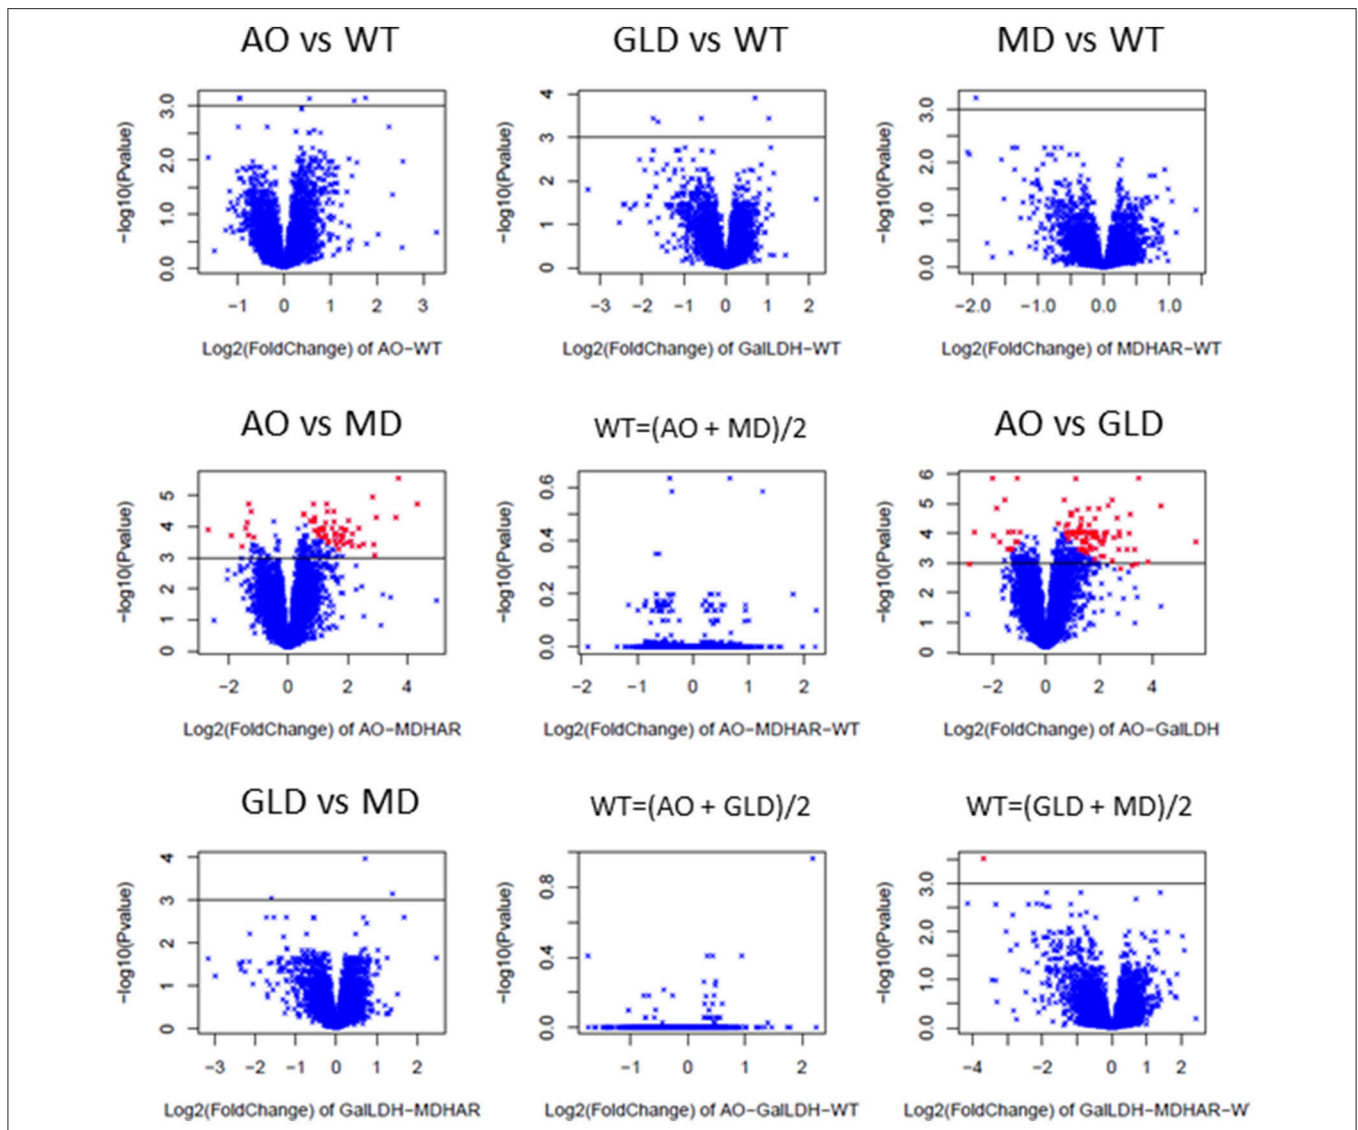 AO vs WT
GLD vs WT
MD vs WT
−log10(Pvalue)
3.0
2.0
1.0
0.0
−1 0 1 2 3
Log2(FoldChange) of AO−WT
−log10(Pvalue)
4
3
2
1
0
−3 −2 −1 0 1 2
Log2(FoldChange) of GalLDH−WT
−log10(Pvalue)
3.0
2.0
1.0
0.0
−2.0 −1.0 0.0 1.0
Log2(FoldChange) of MDHAR−WT
AO vs MD
WT=(AO + MD)/2
AO vs GLD
−log10(Pvalue)
5
4
3
2
1
0
−2 0 2 4
Log2(FoldChange) of AO−MDHAR
−log10(Pvalue)
0.6
0.4
0.2
0.0
−2 −1 0 1 2
Log2(FoldChange) of AO−MDHAR−WT
−log10(Pvalue)
6
5
4
3
2
1
0
−2 0 2 4
Log2(FoldChange) of AO−GalLDH
GLD vs MD
WT=(AO + GLD)/2
WT=(GLD + MD)/2
−log10(Pvalue)
4
3
2
1
0
−3 −2 −1 0 1 2
Log2(FoldChange) of GalLDH−MDHAR
−log10(Pvalue)
0.8
0.4
0.0
−1 0 1 2
Log2(FoldChange) of AO−GalLDH−WT
−log10(Pvalue)
3.0
2.0
1.0
0.0
−4 −2 0 1 2
Log2(FoldChange) of GalLDH−MDHAR−W